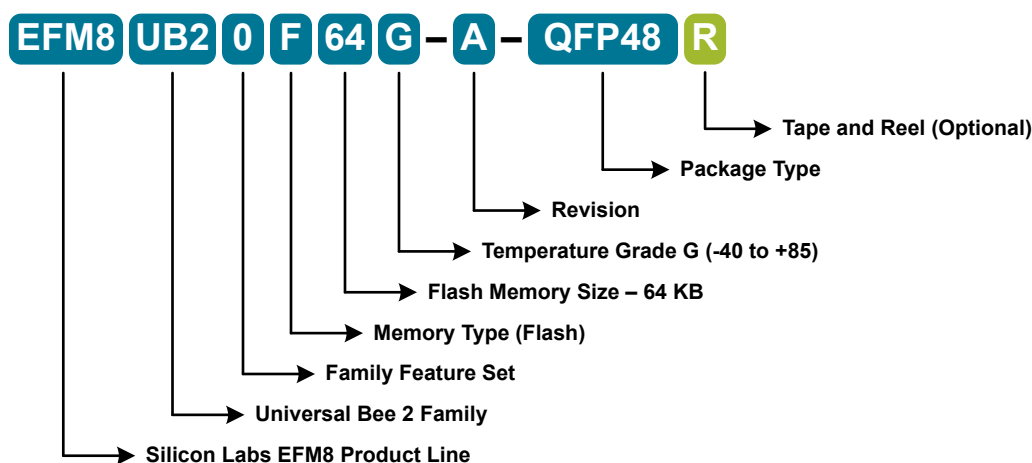 EFM8 UB2 0 F 64 G – A – QFP48 R
Tape and Reel (Optional)
Package Type
Revision
Temperature Grade G (-40 to +85)
Flash Memory Size – 64 KB
Memory Type (Flash)
Family Feature Set
Universal Bee 2 Family
Silicon Labs EFM8 Product Line